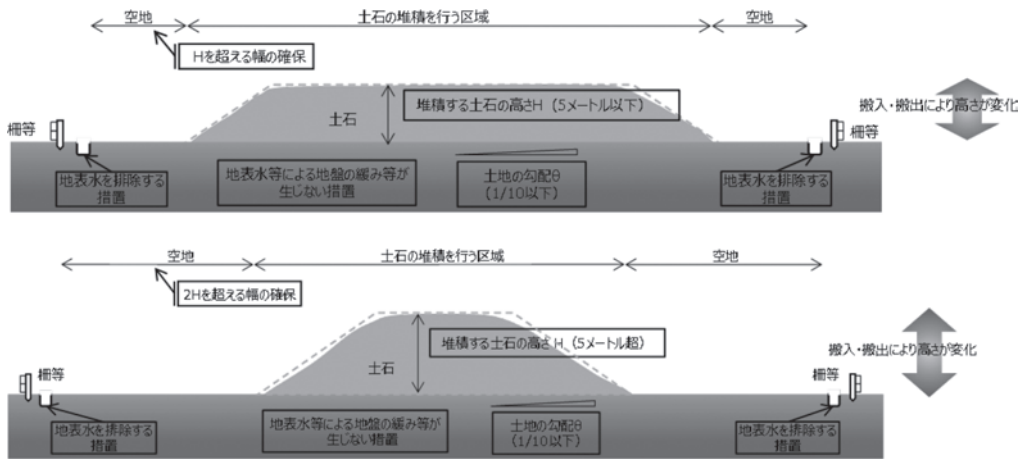 空地
土石の堆積を行う区域
空地
Hを超える幅の確保
堆積する土石の高さH（5メートル以下）
土石
搬入・搬出により高さが変化
柵等
柵等
地表水を排除する
措置
地表水等による地盤の緩み等が
生じない措置
土地の勾配θ
(1/10以下)
地表水を排除する
措置
空地
土石の堆積を行う区域
空地
2Hを超える幅の確保
堆積する土石の高さH（5メートル超）
土石
搬入・搬出により高さが変化
柵等
柵等
地表水を排除する
措置
地表水等による地盤の緩み等が
生じない措置
土地の勾配θ
(1/10以下)
地表水を排除する
措置